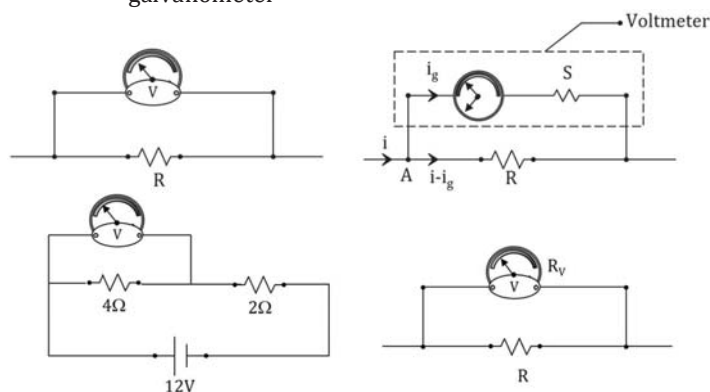 galvanometer
Voltmeter
V
R
i_g
S
i
A
i-i_g
R
V
4Ω
2Ω
12V
V
R_V
R